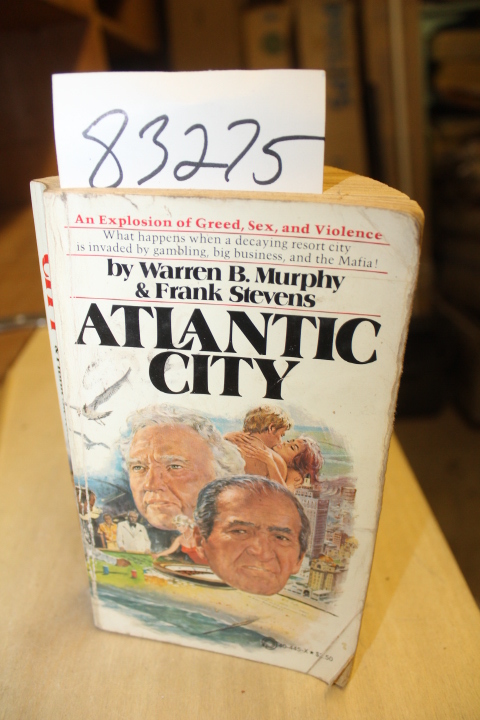 83275
An Explosion of Greed, Sex, and Violence
What happens when a decaying resort city
is invaded by gambling, big business, and the Mafia!
by Warren B. Murphy
& Frank Stevens
ATLANTIC
CITY